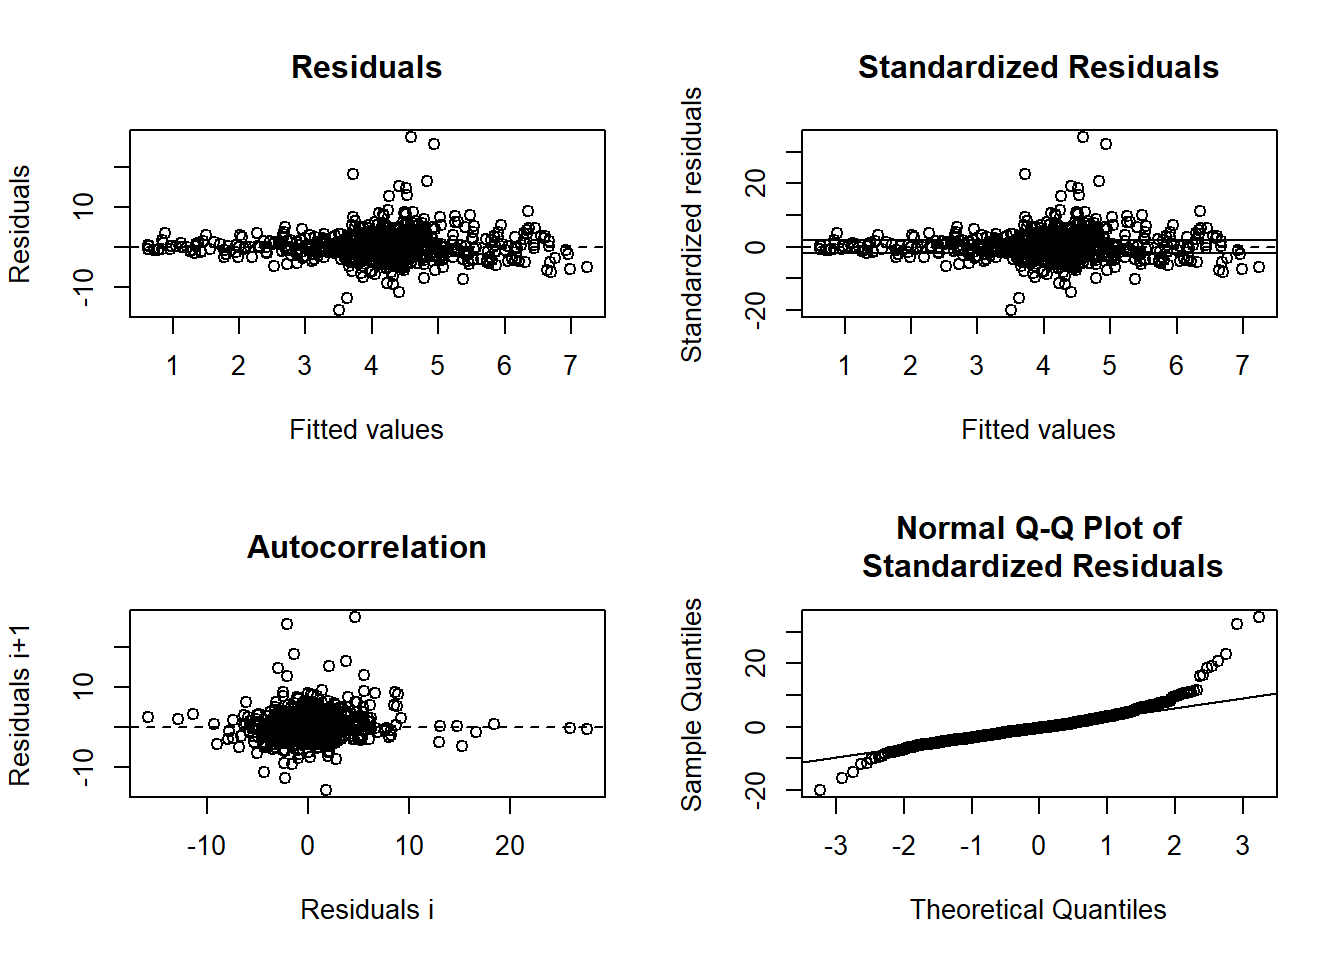 Residuals
Residuals
10
-10
1 2 3 4 5 6 7
Fitted values
Standardized Residuals
Standardized residuals
20
0
-20
1 2 3 4 5 6 7
Fitted values
Autocorrelation
Residuals i+1
10
-10
-10 0 10 20
Residuals i
Normal Q-Q Plot of
Standardized Residuals
Sample Quantiles
20
0
-20
-3 -2 -1 0 1 2 3
Theoretical Quantiles